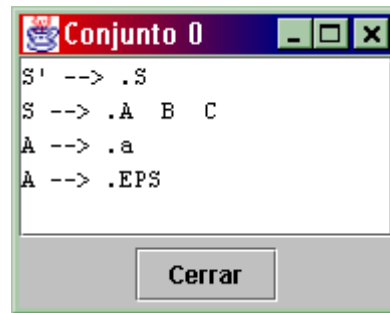 Conjunto 0
S' --> .S
S --> .A B C
A --> .a
A --> .EPS
Cerrar